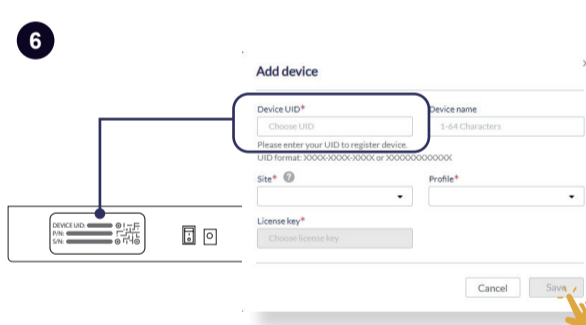 6
Add device
Device UID* Device name
Choose UID 1-64 Characters
Please enter your UID to register device.
UID format: XXXX-XXXX-XXXX or XXXXXXXXXXXX
Site* ? Profile*
License key*
Choose license key
DEVICE UID:
P/N:
S/N:
Cancel Save